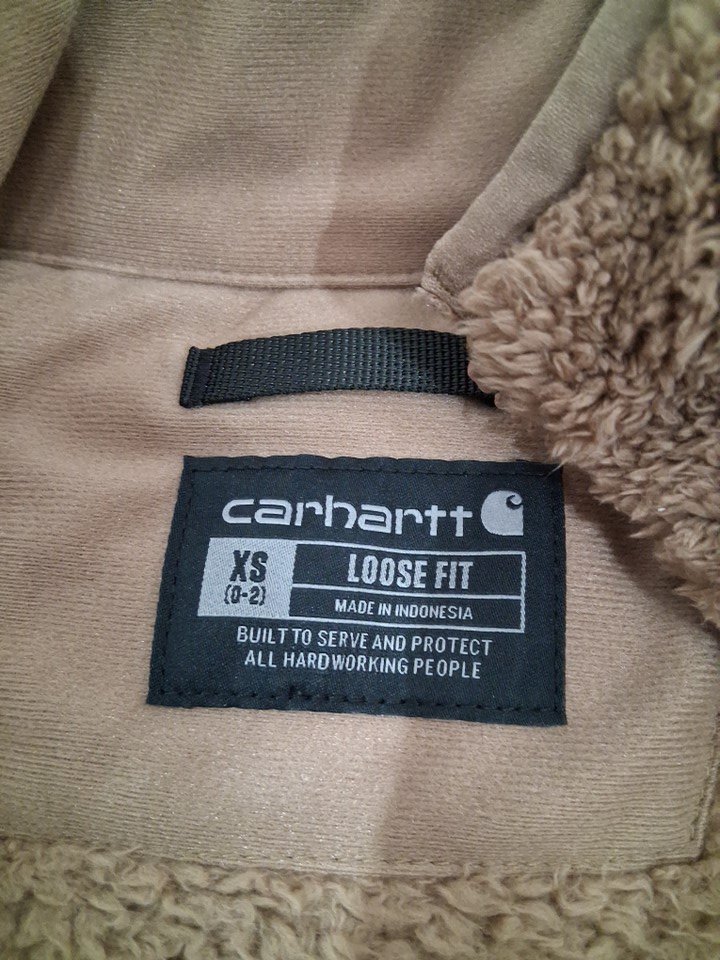 carhartt
XS
(0-2)
LOOSE FIT
MADE IN INDONESIA
BUILT TO SERVE AND PROTECT
ALL HARDWORKING PEOPLE